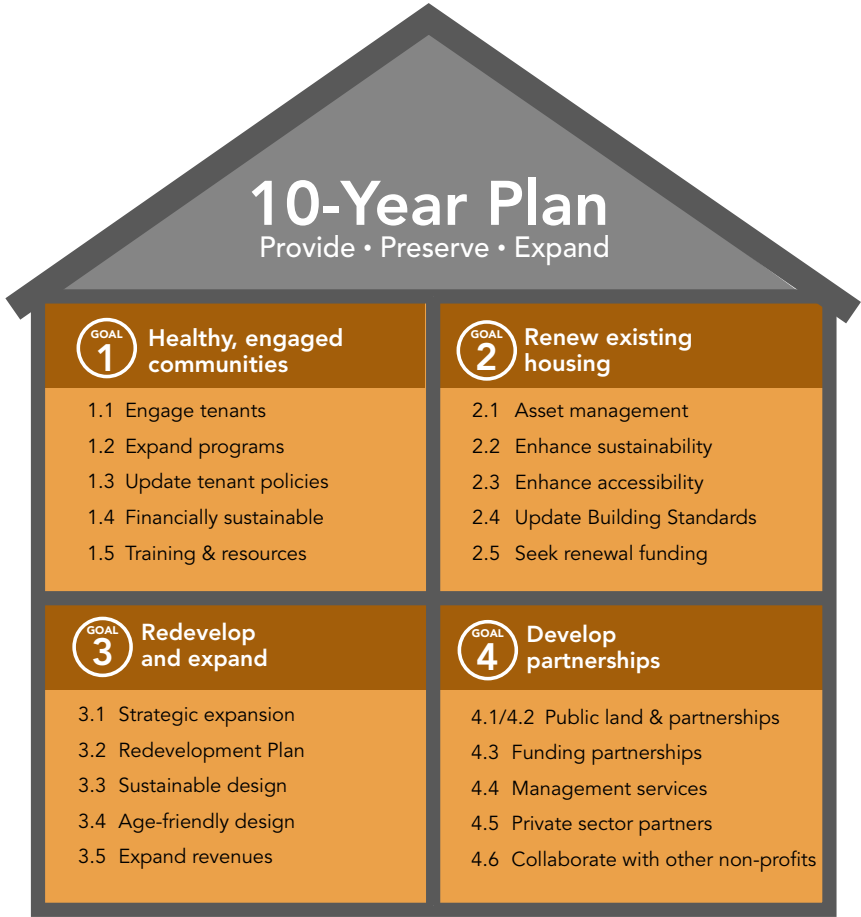 10-Year Plan
Provide • Preserve • Expand
GOAL
1
Healthy, engaged
communities
1.1 Engage tenants
1.2 Expand programs
1.3 Update tenant policies
1.4 Financially sustainable
1.5 Training & resources
GOAL
2
Renew existing
housing
2.1 Asset management
2.2 Enhance sustainability
2.3 Enhance accessibility
2.4 Update Building Standards
2.5 Seek renewal funding
GOAL
3
Redevelop
and expand
3.1 Strategic expansion
3.2 Redevelopment Plan
3.3 Sustainable design
3.4 Age-friendly design
3.5 Expand revenues
GOAL
4
Develop
partnerships
4.1/4.2 Public land & partnerships
4.3 Funding partnerships
4.4 Management services
4.5 Private sector partners
4.6 Collaborate with other non-profits